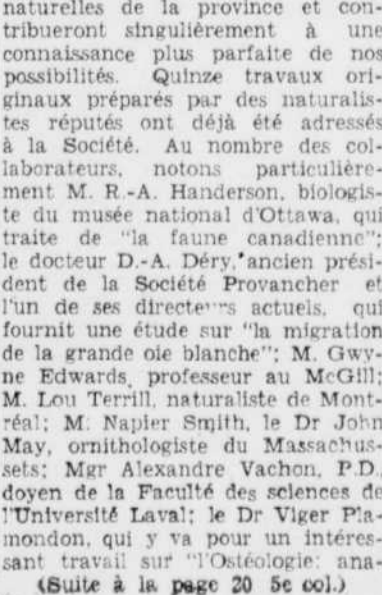 naturelles de la province et con-
tribueront singulièrement à une
connaissance plus parfaite de nos
possibilités. Quinze travaux ori-
ginaux préparés par des naturalis-
tes réputés ont déjà été adressés
à la Société. Au nombre des col-
laborateurs, notons particulière-
ment M. R.-A. Handerson, biologis-
te du musée national d'Ottawa, qui
traite de "la faune canadienne";
le docteur D.-A. Déry, ancien prési-
dent de la Société Provancher et
l'un de ses directeurs actuels, qui
fournit une étude sur "la migration
de la grande oie blanche"; M. Gwy-
ne Edwards, professeur au McGill;
M. Lou Terrill, naturaliste de Mont-
réal; M. Napier Smith, le Dr John
May, ornithologiste du Massachus-
sets; Mgr Alexandre Vachon, P.D.,
doyen de la Faculté des sciences de
l'Université Laval; le Dr Viger Pla-
mondon, qui y va pour un intéres-
sant travail sur "l'Ostéologie: ana-
(Suite à la page 20 5e col.)